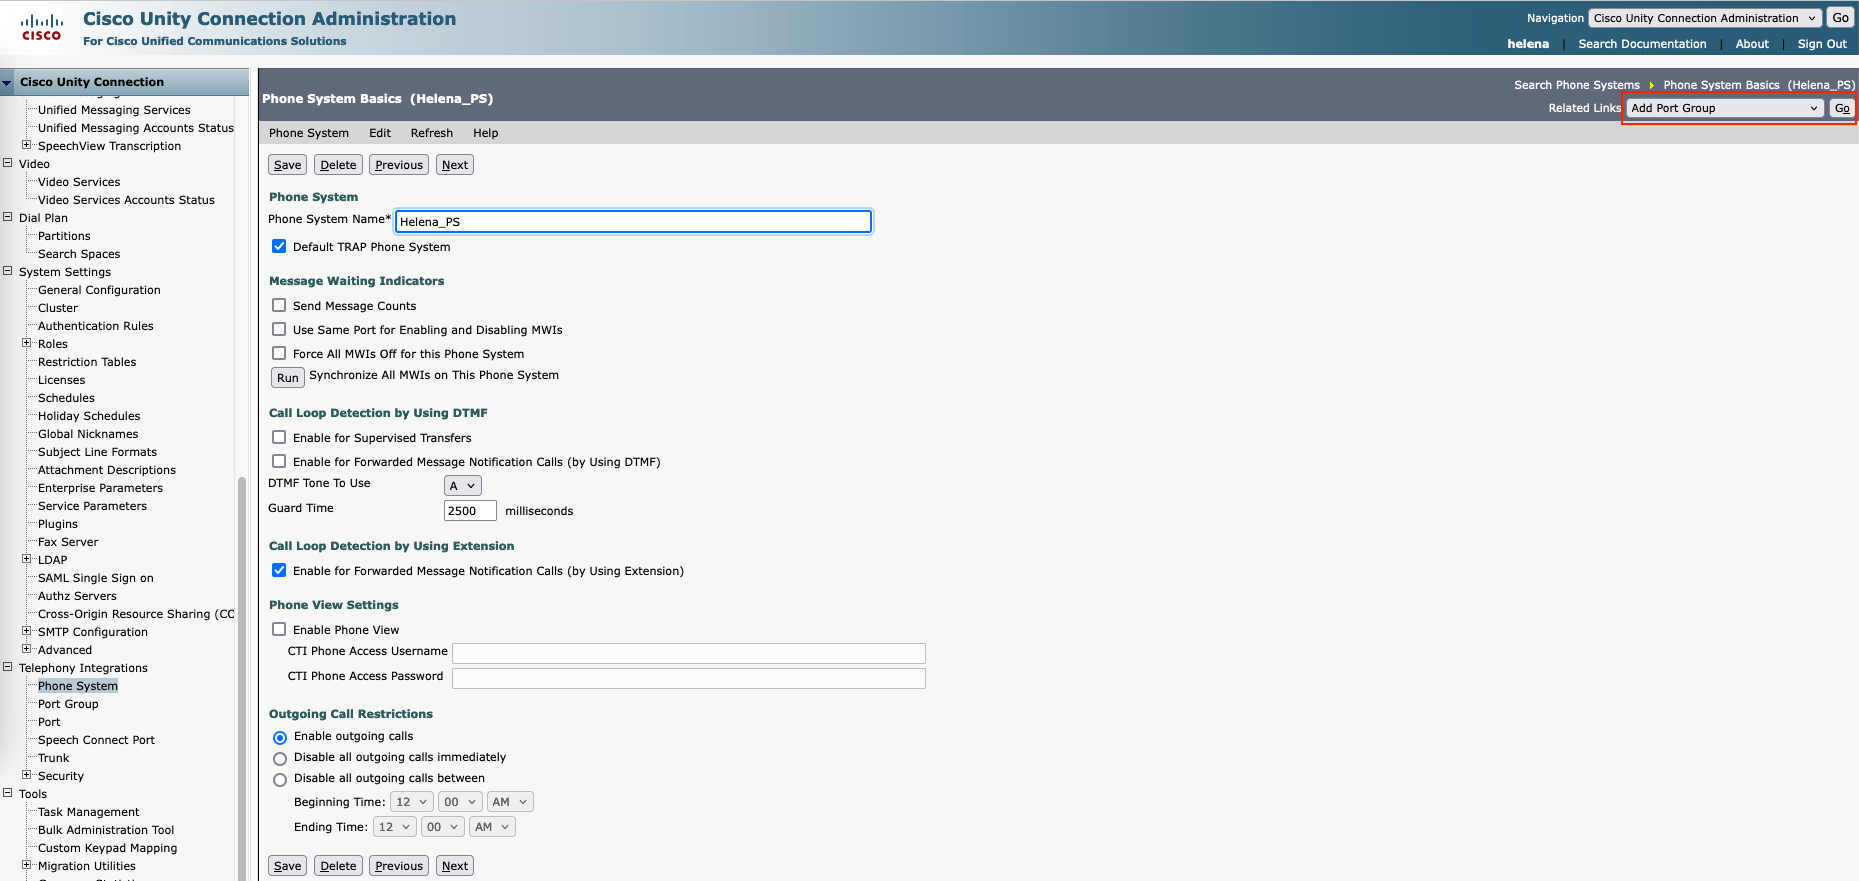 Cisco Unity Connection Administration
For Cisco Unified Communications Solutions
CISCO
Navigation Cisco Unity Connection Administration Go
helena | Search Documentation | About | Sign Out
Cisco Unity Connection
Unified Messaging Services
Unified Messaging Accounts Status
SpeechView Transcription
Video
Video Services
Video Services Accounts Status
Dial Plan
Partitions
Search Spaces
System Settings
General Configuration
Cluster
Authentication Rules
Roles
Restriction Tables
Licenses
Schedules
Holiday Schedules
Global Nicknames
Subject Line Formats
Attachment Descriptions
Enterprise Parameters
Service Parameters
Plugins
Fax Server
LDAP
SAML Single Sign on
Authz Servers
Cross-Origin Resource Sharing (CO
SMTP Configuration
Advanced
Telephony Integrations
Phone System
Port Group
Port
Speech Connect Port
Trunk
Security
Tools
Task Management
Bulk Administration Tool
Custom Keypad Mapping
Migration Utilities
Search Phone Systems Phone System Basics (Helena_PS)
Phone System Basics (Helena_PS)
Related Links Add Port Group Go
Phone System Edit Refresh Help
Save Delete Previous Next
Phone System
Phone System Name* Helena_PS
Default TRAP Phone System
Message Waiting Indicators
Send Message Counts
Use Same Port for Enabling and Disabling MWIs
Force All MWIs Off for this Phone System
Run Synchronize All MWIs on This Phone System
Call Loop Detection by Using DTMF
Enable for Supervised Transfers
Enable for Forwarded Message Notification Calls (by Using DTMF)
DTMF Tone To Use A
Guard Time 2500 milliseconds
Call Loop Detection by Using Extension
Enable for Forwarded Message Notification Calls (by Using Extension)
Phone View Settings
Enable Phone View
CTI Phone Access Username
CTI Phone Access Password
Outgoing Call Restrictions
Enable outgoing calls
Disable all outgoing calls immediately
Disable all outgoing calls between
Beginning Time: 12 00 AM
Ending Time: 12 00 AM
Save Delete Previous Next